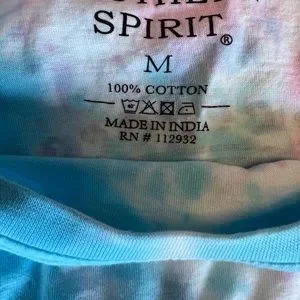 SPIRIT®
M
100% COTTON
MADE IN INDIA
RN # 112932